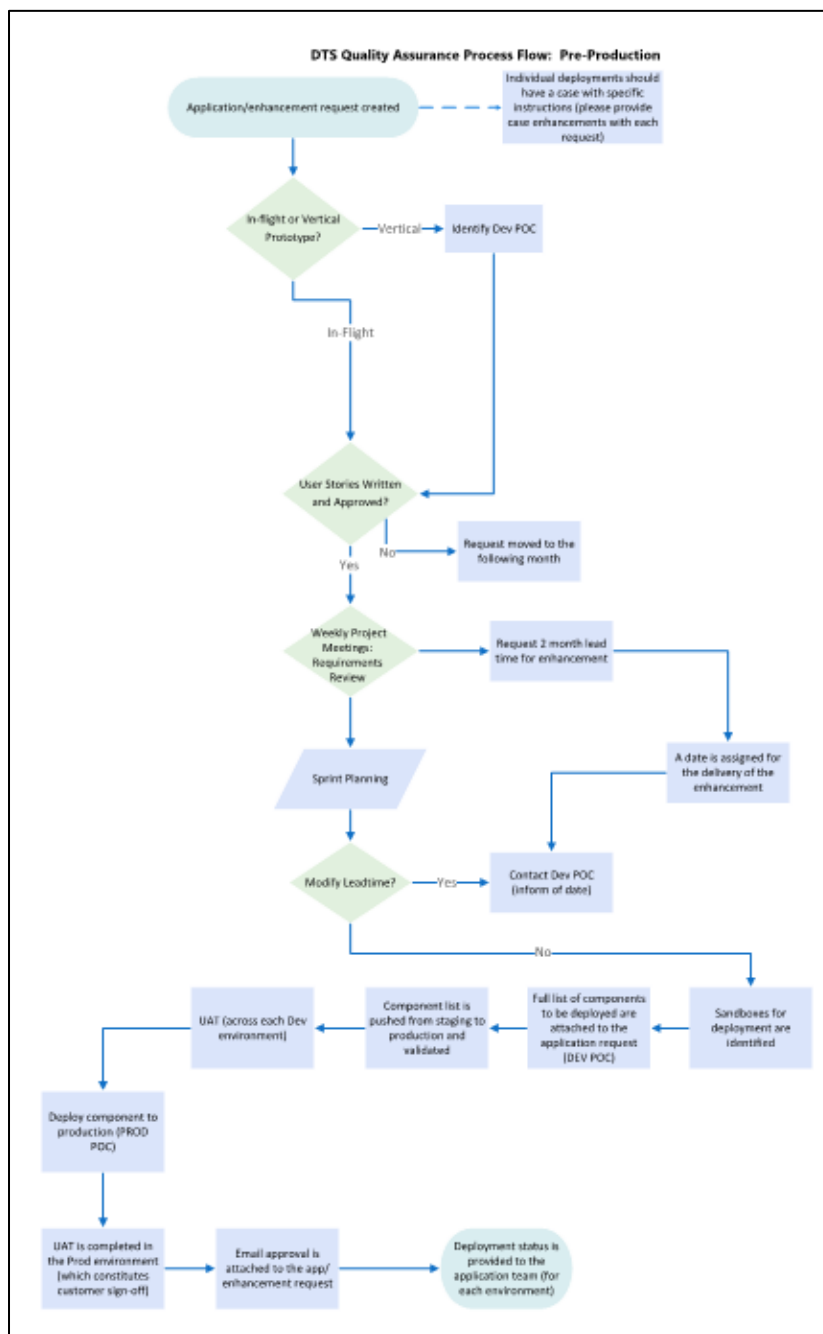 DTS Quality Assurance Process Flow: Pre-Production
Application/enhancement request created
Individual deployments should
have a case with specific
instructions (please provide
case enhancements with each
request)
In-flight or Vertical
Prototype?
Vertical
Identify Dev POC
In-Flight
User Stories Written
and Approved?
No
Request moved to the
following month
Yes
Weekly Project
Meetings:
Requirements
Review
Request 2 month lead
time for enhancement
Sprint Planning
A date is assigned for
the delivery of the
enhancement
Modify Leadtime?
Yes
Contact Dev POC
(inform of date)
No
UAT (across each Dev
environment)
Component list is
pushed from staging to
production and
validated
Full list of components
to be deployed are
attached to the
application request
(DEV POC)
Sandboxes for
deployment are
identified
Deploy component to
production (PROD
POC)
UAT is completed in
the Prod environment
(which constitutes
customer sign-off)
Email approval is
attached to the app/
enhancement request
Deployment status is
provided to the
application team (for
each environment)